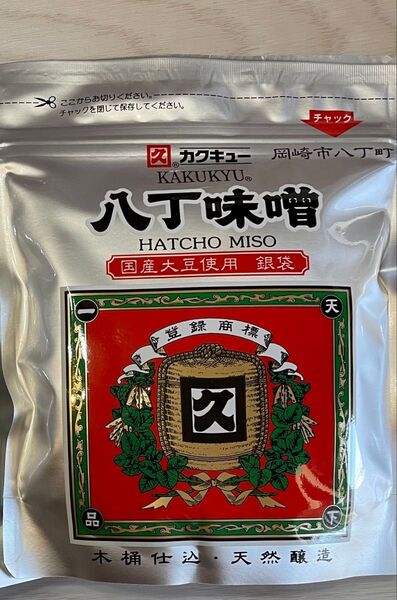 ここからお切りください。
チャックを閉じて保存してください。
チャック
久®カクキュー 岡崎市八丁町
KAKUKYU®
八丁味噌
HATCHO MISO
国産大豆使用 銀袋
一 天
登録商標
久
品 下
木桶仕込・天然醸造